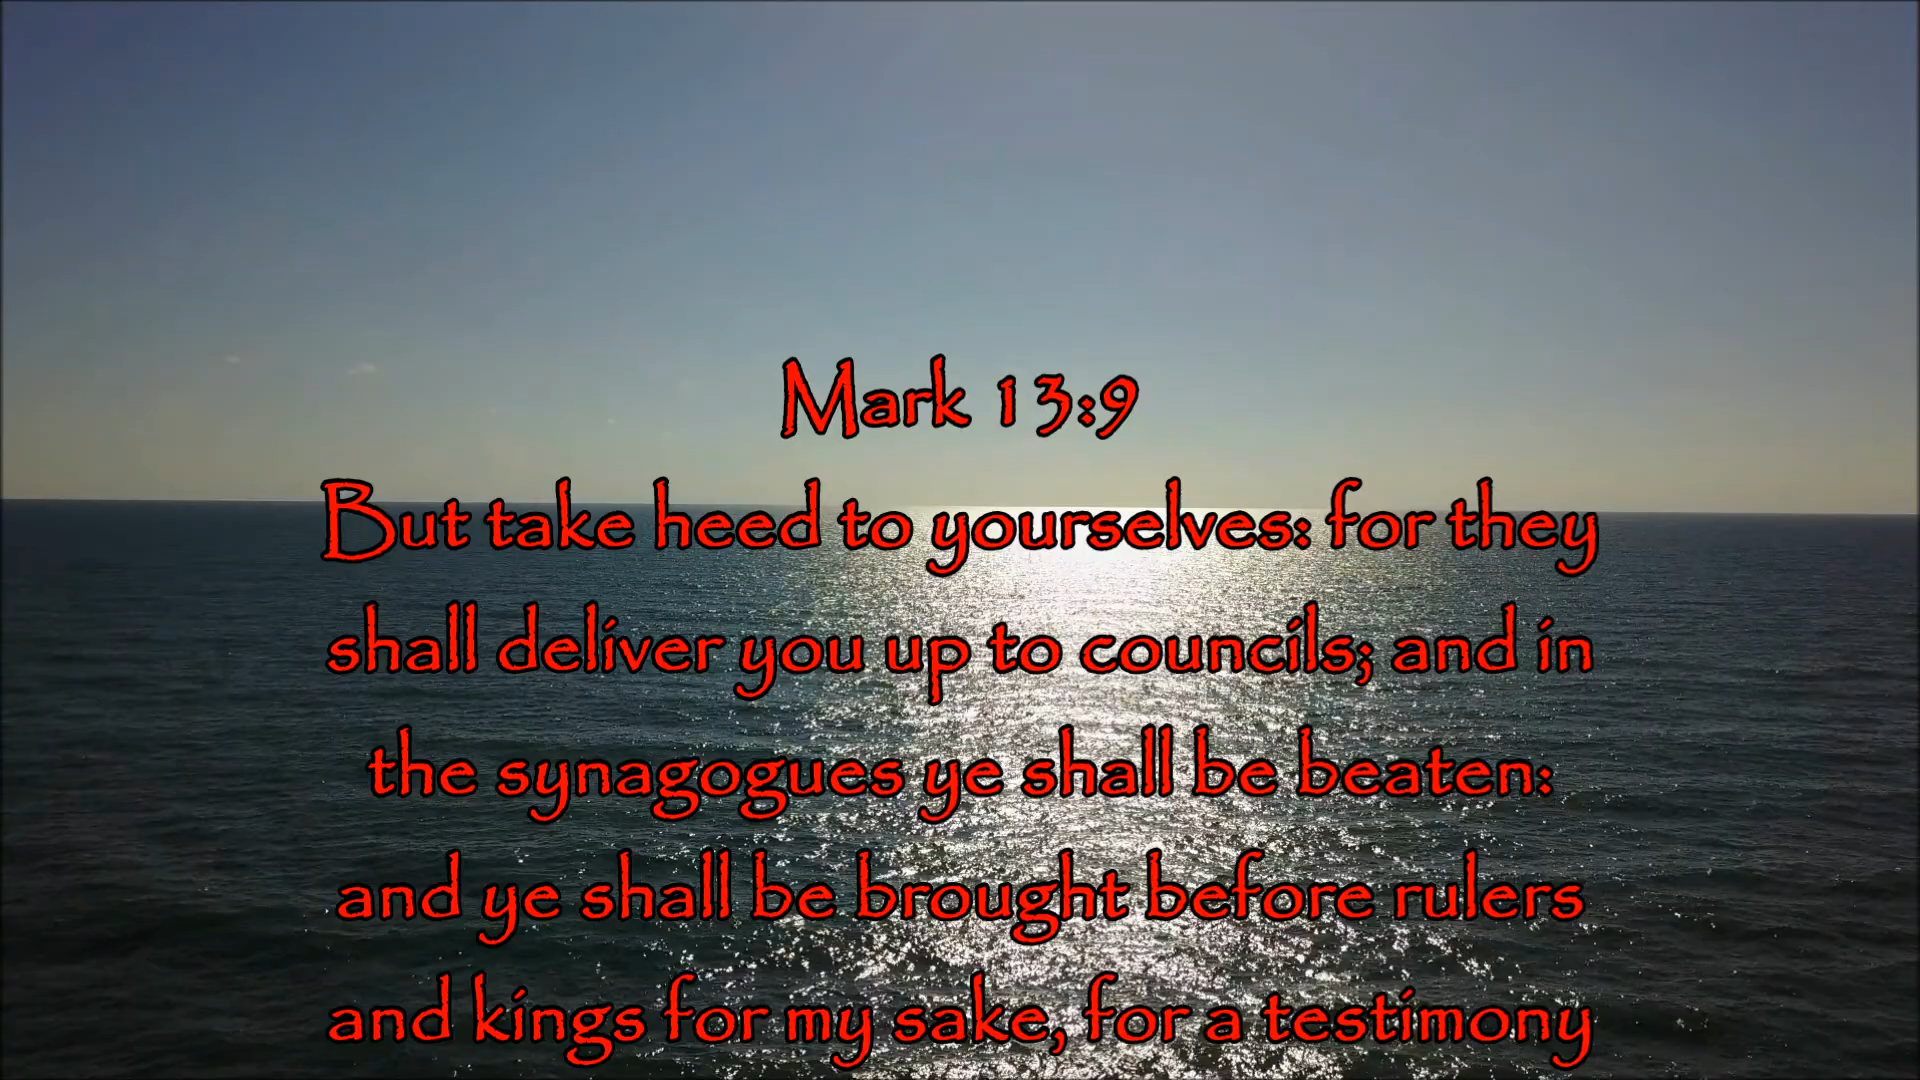 Mark 13:9
But take heed to yourselves: for they
shall deliver you up to councils; and in
the synagogues ye shall be beaten:
and ye shall be brought before rulers
and kings for my sake, for a testimony